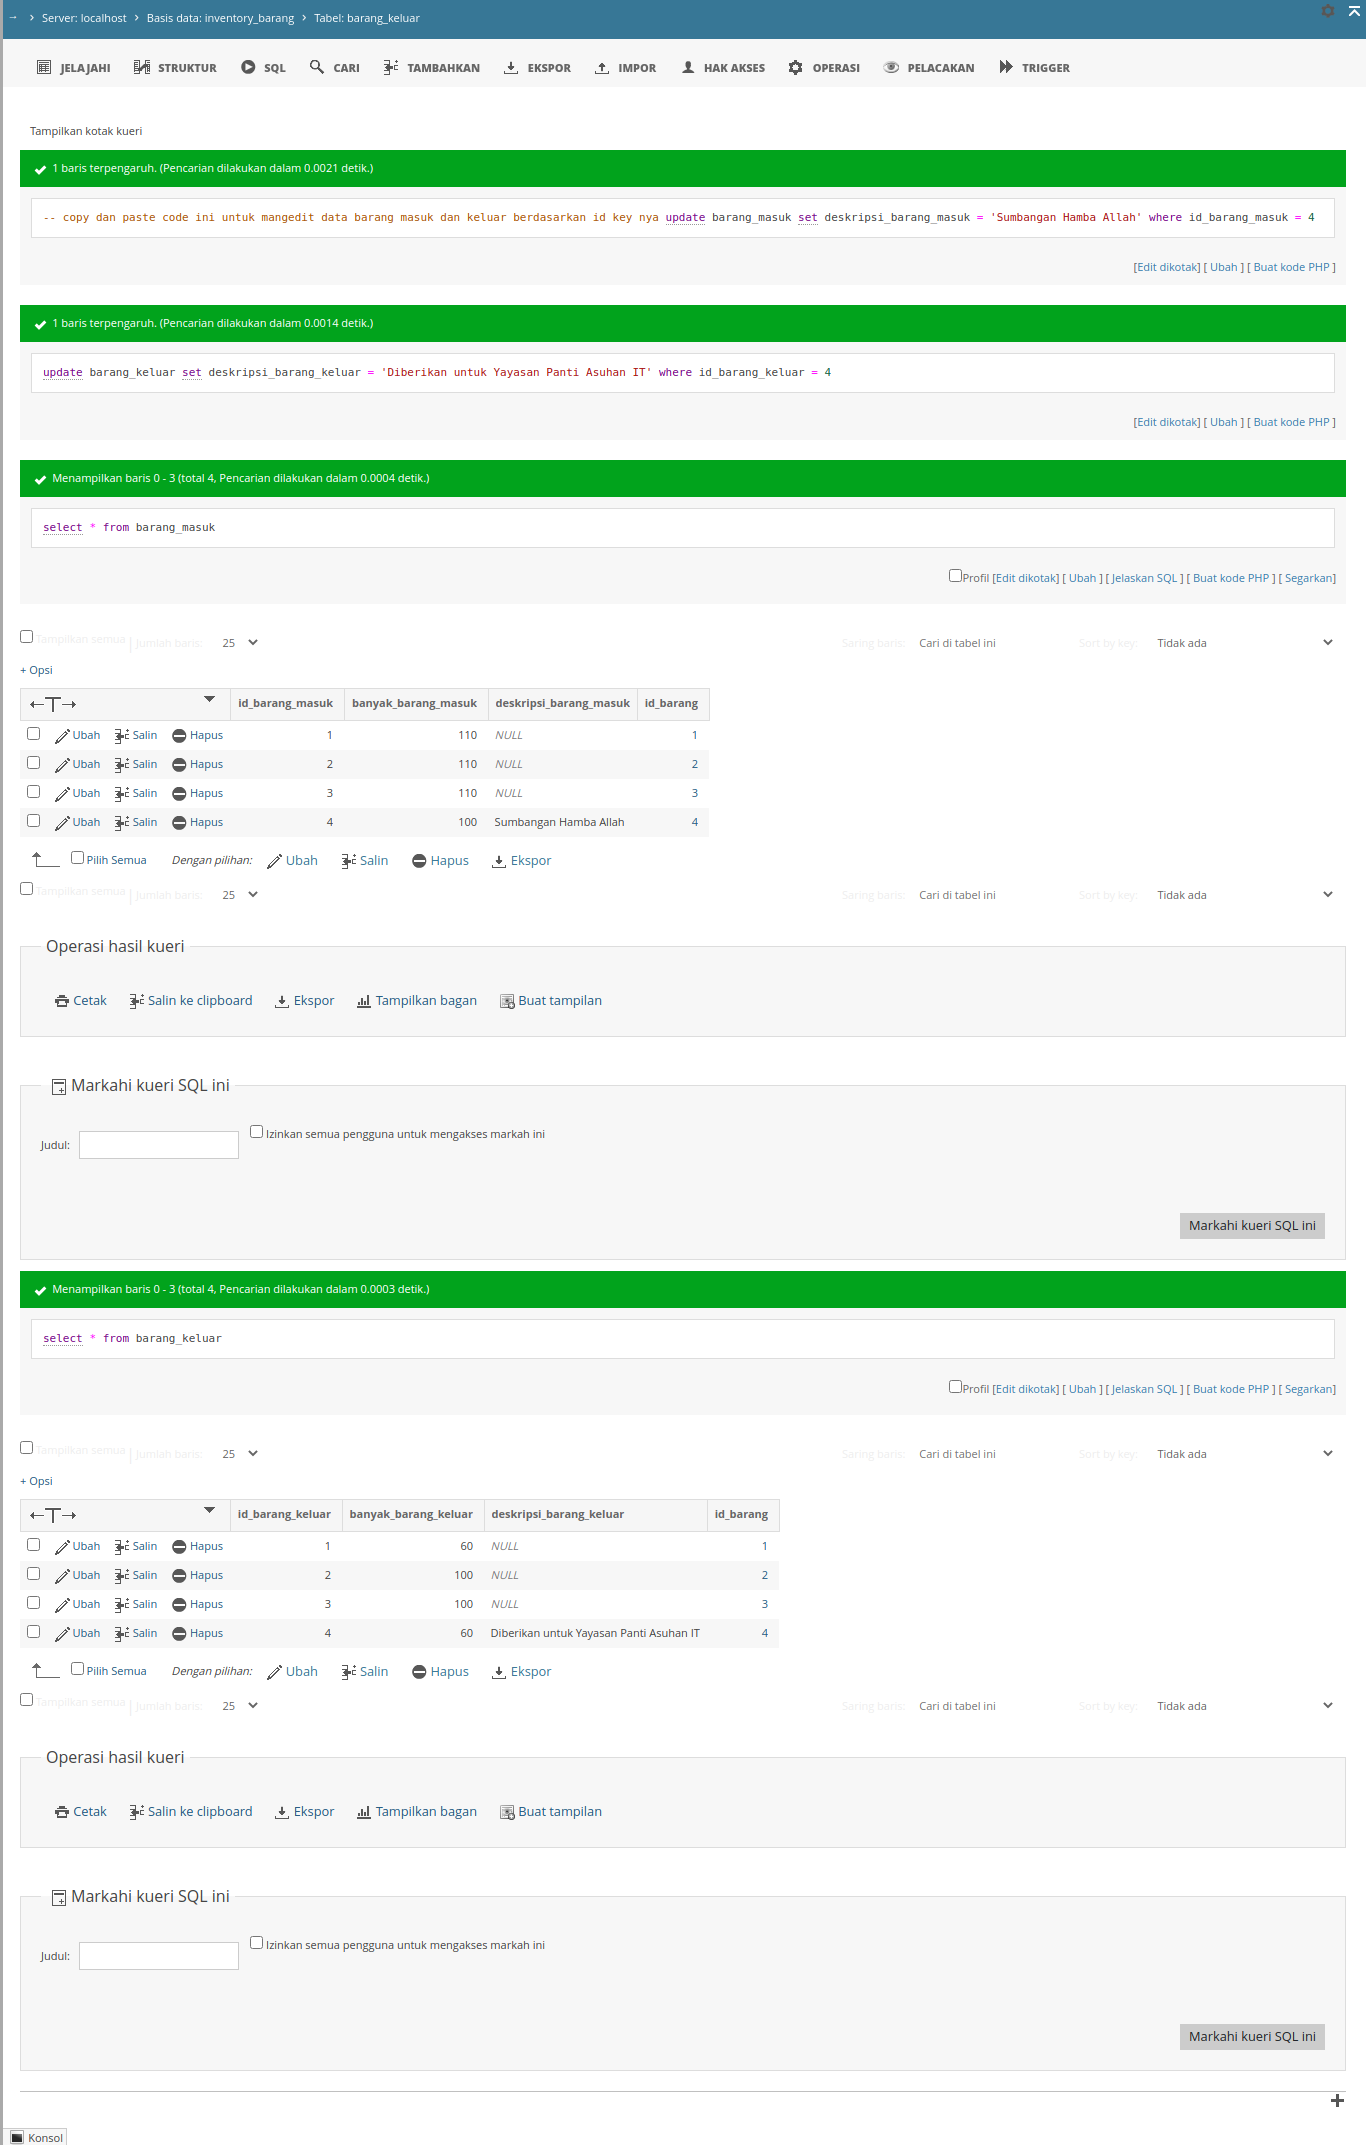 Server: localhost › Basis data: inventory_barang › Tabel: barang_keluar
JELAJAHI STRUKTUR SQL CARI TAMBAHKAN EKSPOR IMPOR HAK AKSES OPERASI PELACAKAN TRIGGER
Tampilkan kotak kueri
1 baris terpengaruh. (Pencarian dilakukan dalam 0.0021 detik.)
-- copy dan paste code ini untuk mangedit data barang masuk dan keluar berdasarkan id key nya update barang_masuk set deskripsi_barang_masuk = 'Sumbangan Hamba Allah' where id_barang_masuk = 4
[Edit dikotak] [ Ubah ] [ Buat kode PHP ]
1 baris terpengaruh. (Pencarian dilakukan dalam 0.0014 detik.)
update barang_keluar set deskripsi_barang_keluar = 'Diberikan untuk Yayasan Panti Asuhan IT' where id_barang_keluar = 4
[Edit dikotak] [ Ubah ] [ Buat kode PHP ]
Menampilkan baris 0 - 3 (total 4, Pencarian dilakukan dalam 0.0004 detik.)
select * from barang_masuk
Profil [Edit dikotak] [ Ubah ] [ Jelaskan SQL ] [ Buat kode PHP ] [ Segarkan]
Tampilkan semua | Jumlah baris: 25 Saring baris: Cari di tabel ini Sort by key: Tidak ada
+ Opsi
←T→ id_barang_masuk banyak_barang_masuk deskripsi_barang_masuk id_barang
Ubah Salin Hapus 1 110 NULL 1
Ubah Salin Hapus 2 110 NULL 2
Ubah Salin Hapus 3 110 NULL 3
Ubah Salin Hapus 4 100 Sumbangan Hamba Allah 4
Pilih Semua Dengan pilihan: Ubah Salin Hapus Ekspor
Tampilkan semua | Jumlah baris: 25 Saring baris: Cari di tabel ini Sort by key: Tidak ada
Operasi hasil kueri
Cetak Salin ke clipboard Ekspor Tampilkan bagan Buat tampilan
Markahi kueri SQL ini
Judul: Izinkan semua pengguna untuk mengakses markah ini
Markahi kueri SQL ini
Menampilkan baris 0 - 3 (total 4, Pencarian dilakukan dalam 0.0003 detik.)
select * from barang_keluar
Profil [Edit dikotak] [ Ubah ] [ Jelaskan SQL ] [ Buat kode PHP ] [ Segarkan]
Tampilkan semua | Jumlah baris: 25 Saring baris: Cari di tabel ini Sort by key: Tidak ada
+ Opsi
←T→ id_barang_keluar banyak_barang_keluar deskripsi_barang_keluar id_barang
Ubah Salin Hapus 1 60 NULL 1
Ubah Salin Hapus 2 100 NULL 2
Ubah Salin Hapus 3 100 NULL 3
Ubah Salin Hapus 4 60 Diberikan untuk Yayasan Panti Asuhan IT 4
Pilih Semua Dengan pilihan: Ubah Salin Hapus Ekspor
Tampilkan semua | Jumlah baris: 25 Saring baris: Cari di tabel ini Sort by key: Tidak ada
Operasi hasil kueri
Cetak Salin ke clipboard Ekspor Tampilkan bagan Buat tampilan
Markahi kueri SQL ini
Judul: Izinkan semua pengguna untuk mengakses markah ini
Markahi kueri SQL ini
Konsol